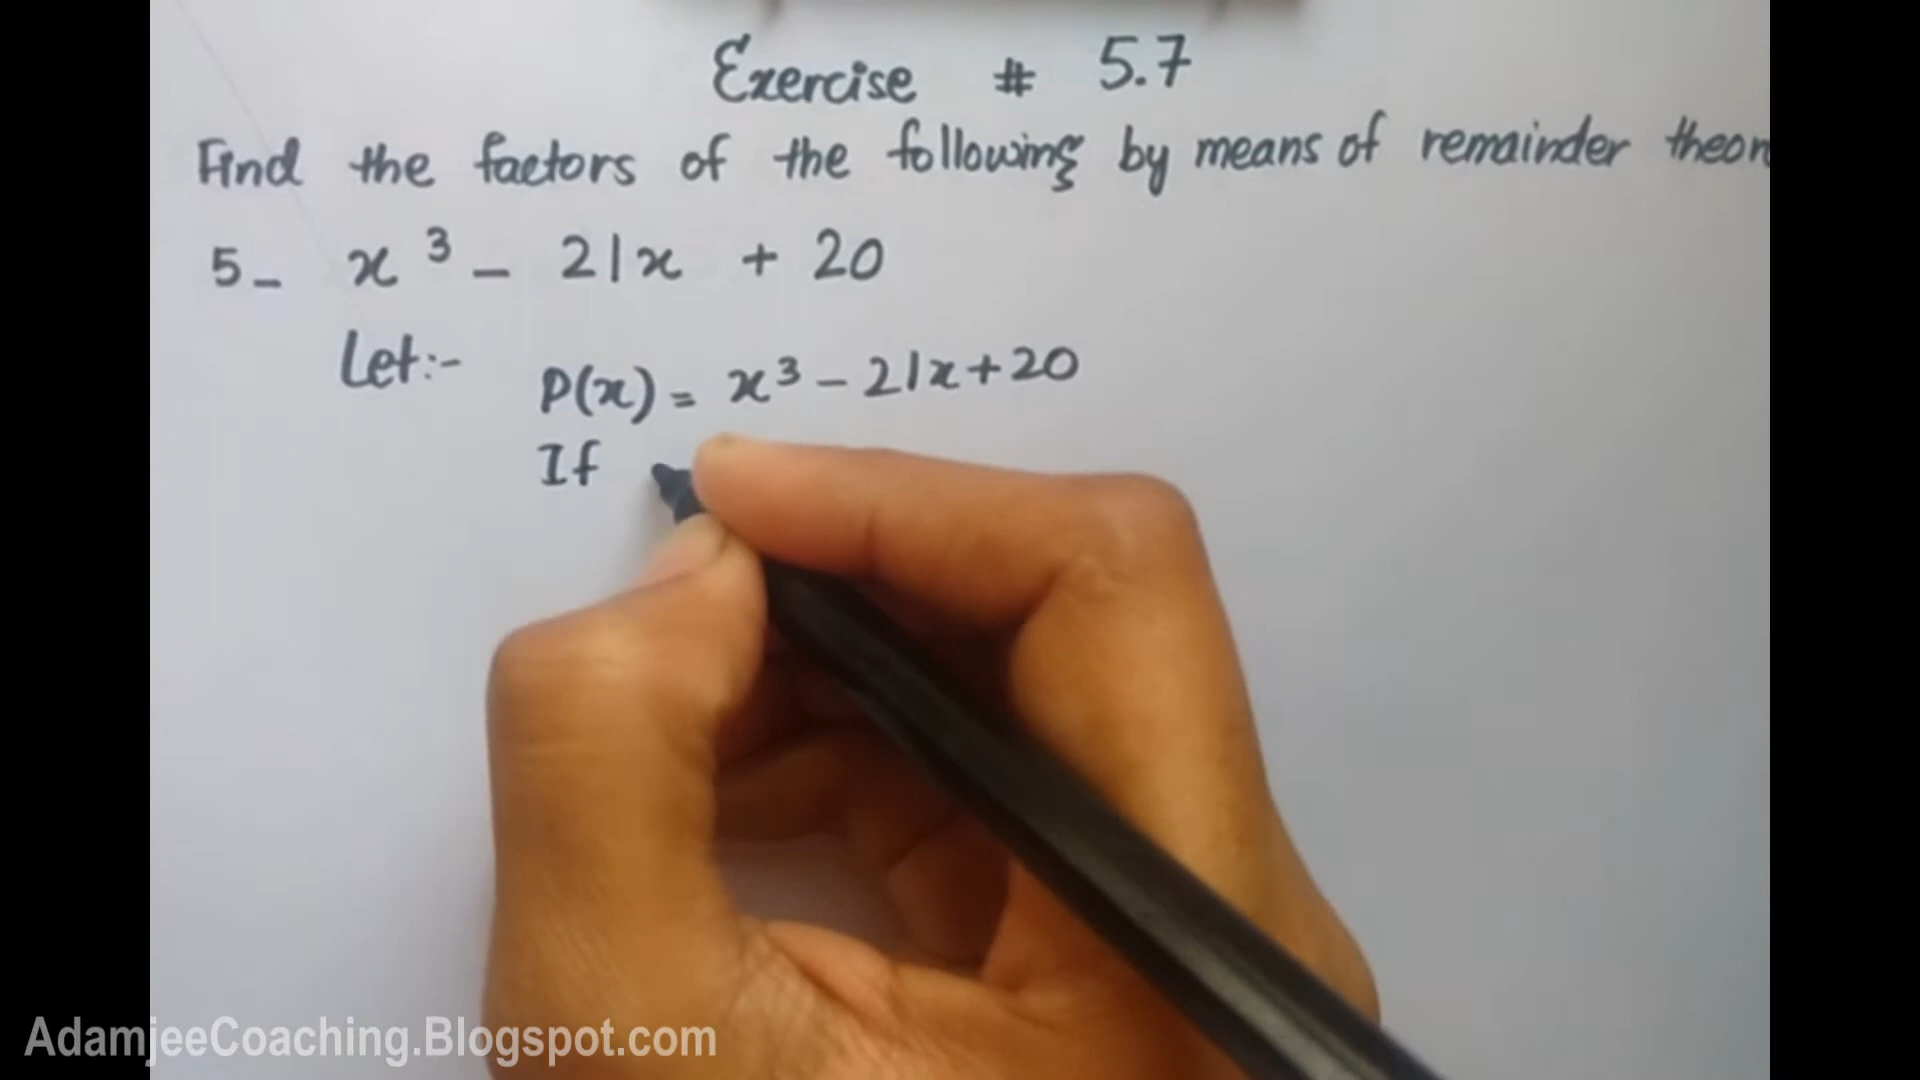 Exercise # 5.7
Find the factors of the following by means of remainder
5- x³ - 21x + 20
Let:- P(x) = x³ - 21x + 20
If
AdamjeeCoaching.Blogspot.com